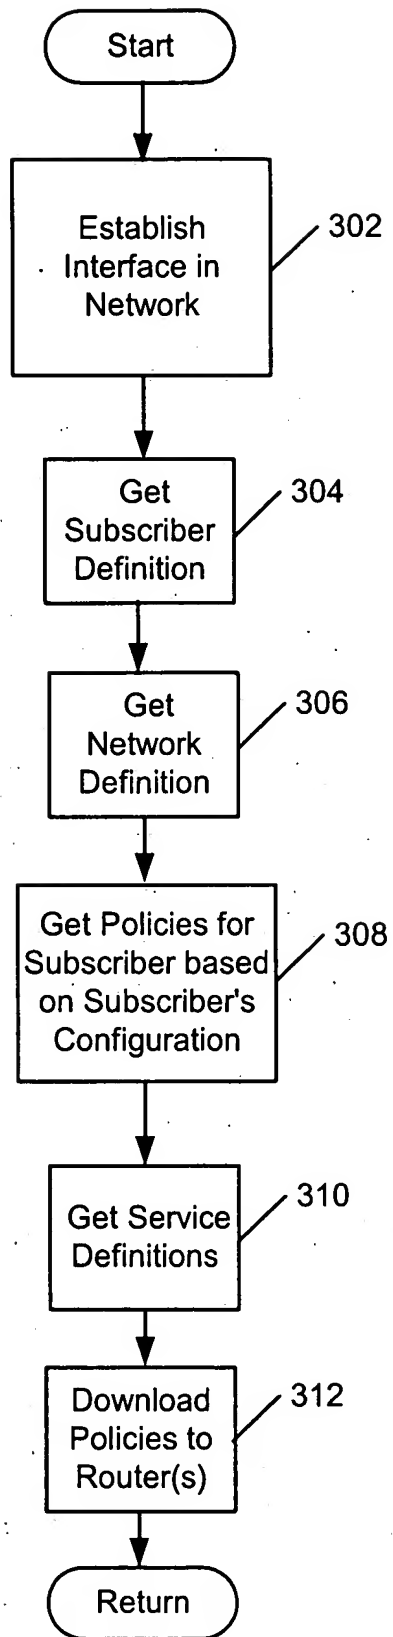 Start
Establish
Interface in
Network
302
Get
Subscriber
Definition
304
Get
Network
Definition
306
Get Policies for
Subscriber based
on Subscriber's
Configuration
308
Get Service
Definitions
310
Download
Policies to
Router(s)
312
Return